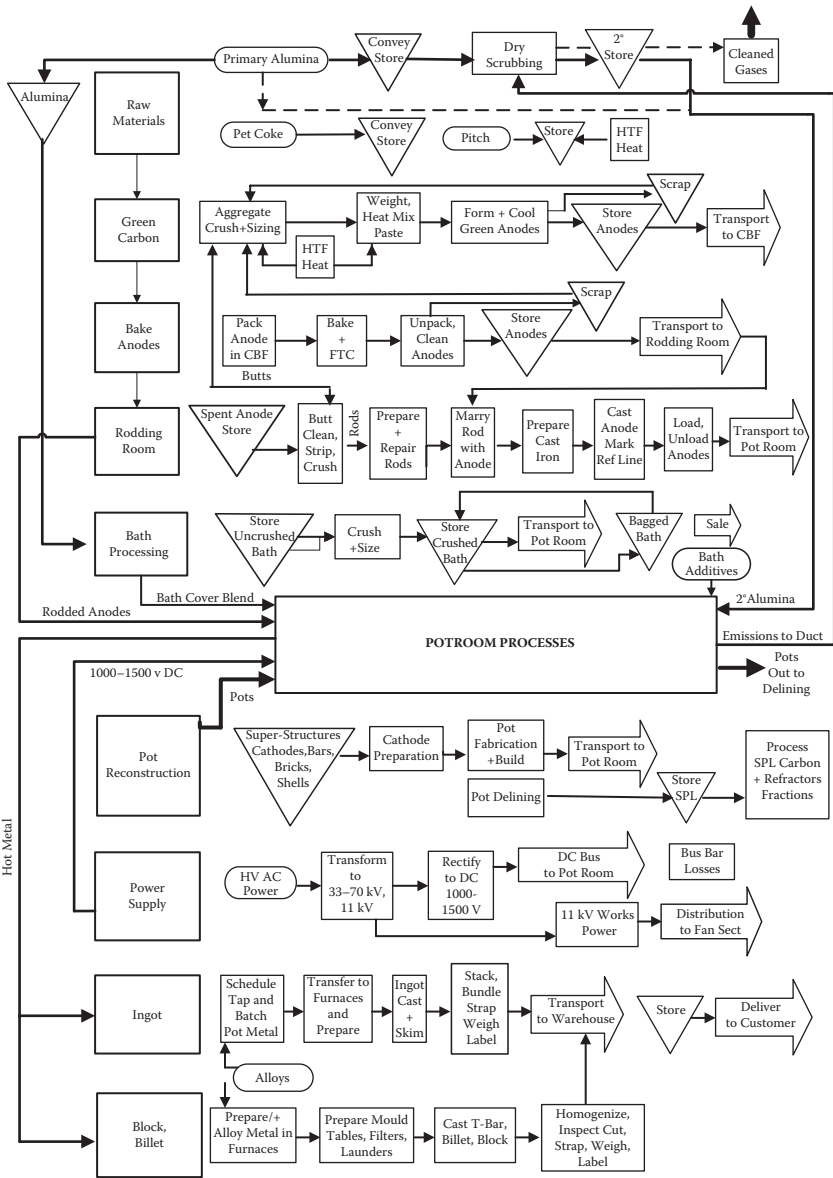 Primary Alumina
Convey
Store
Dry
Scrubbing
2°
Store
Cleaned
Gases
Alumina
Raw
Materials
Pet Coke
Convey
Store
Pitch
Store
HTF
Heat
Green
Carbon
Aggregate
Crush+Sizing
HTF
Heat
Weight,
Heat Mix
Paste
Form + Cool
Green Anodes
Scrap
Store
Anodes
Transport
to CBF
Bake
Anodes
Pack
Anode
in CBF
Bake
+
FTC
Unpack,
Clean
Anodes
Scrap
Store
Anodes
Transport to
Rodding Room
Butts
Rodding
Room
Spent Anode
Store
Butt
Clean,
Strip,
Crush
Rods
Prepare
+
Repair
Rods
Marry
Rod
with
Anode
Prepare
Cast
Iron
Cast
Anode
Mark
Ref Line
Load,
Unload
Anodes
Transport to
Pot Room
Bath
Processing
Store
Uncrushed
Bath
Crush
+Size
Store
Crushed
Bath
Transport to
Pot Room
Bagged
Bath
Sale
Bath
Additives
Bath Cover Blend
Rodded Anodes
2°Alumina
POTROOM PROCESSES
Emissions to Duct
1000–1500 v DC
Pots
Pots
Out to
Delining
Pot
Reconstruction
Super-Structures
Cathodes,Bars,
Bricks,
Shells
Cathode
Preparation
Pot
Fabrication
+Build
Transport to
Pot Room
Pot Delining
Store
SPL
Process
SPL Carbon
+ Refractors
Fractions
Hot Metal
Power
Supply
HV AC
Power
Transform
to
33–70 kV,
11 kV
Rectify
to DC
1000-
1500 V
DC Bus
to Pot Room
Bus Bar
Losses
11 kV Works
Power
Distribution
to Fan Sect
Ingot
Schedule
Tap and
Batch
Pot Metal
Transfer to
Furnaces
and
Prepare
Ingot
Cast
+
Skim
Stack,
Bundle
Strap
Weigh
Label
Transport
to Warehouse
Store
Deliver
to Customer
Alloys
Block,
Billet
Prepare/+
Alloy Metal in
Furnaces
Prepare Mould
Tables, Filters,
Launders
Cast T-Bar,
Billet, Block
Homogenize,
Inspect Cut,
Strap, Weigh,
Label